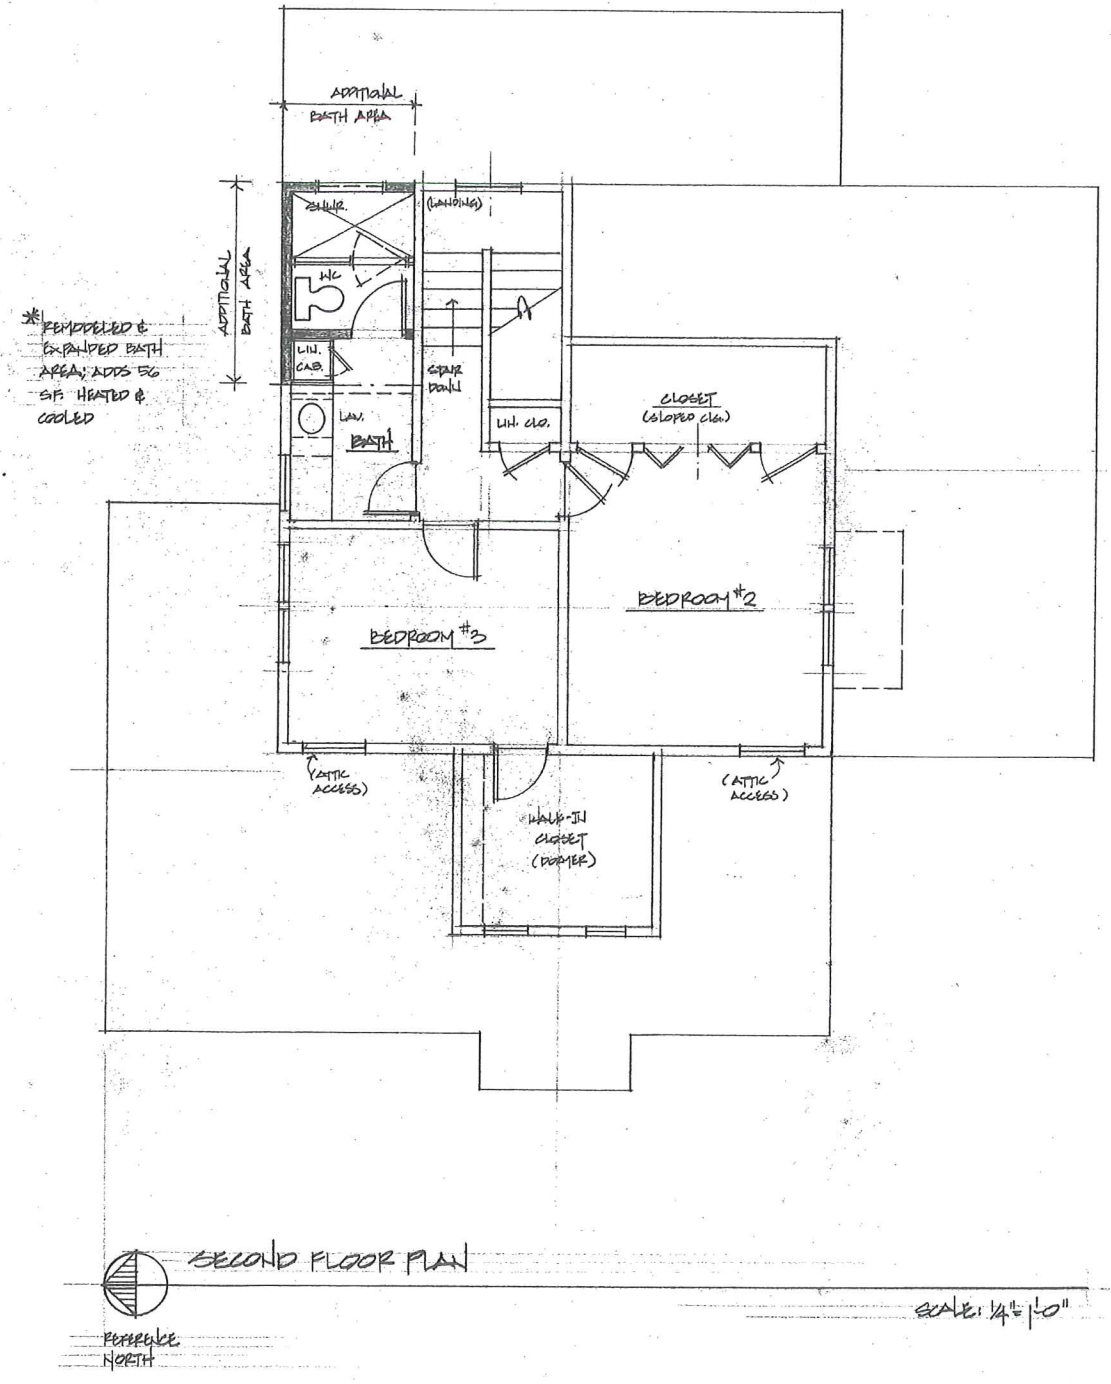 ADDITIONAL
BATH AREA
ADDITIONAL
BATH AREA
SHWR.
(LANDING)
WC
* REMODELED &
EXPANDED BATH
AREA; ADDS 56
S.F. HEATED &
COOLED
LIN.
CAB.
STAIR
DOWN
LAV.
BATH
LIN. CLO.
CLOSET
(SLOPED CLG.)
BEDROOM #2
BEDROOM #3
(ATTIC
ACCESS)
(ATTIC
ACCESS)
WALK-IN
CLOSET
(DORMER)
SECOND FLOOR PLAN
SCALE: 1/4"=1'-0"
REFERENCE
NORTH